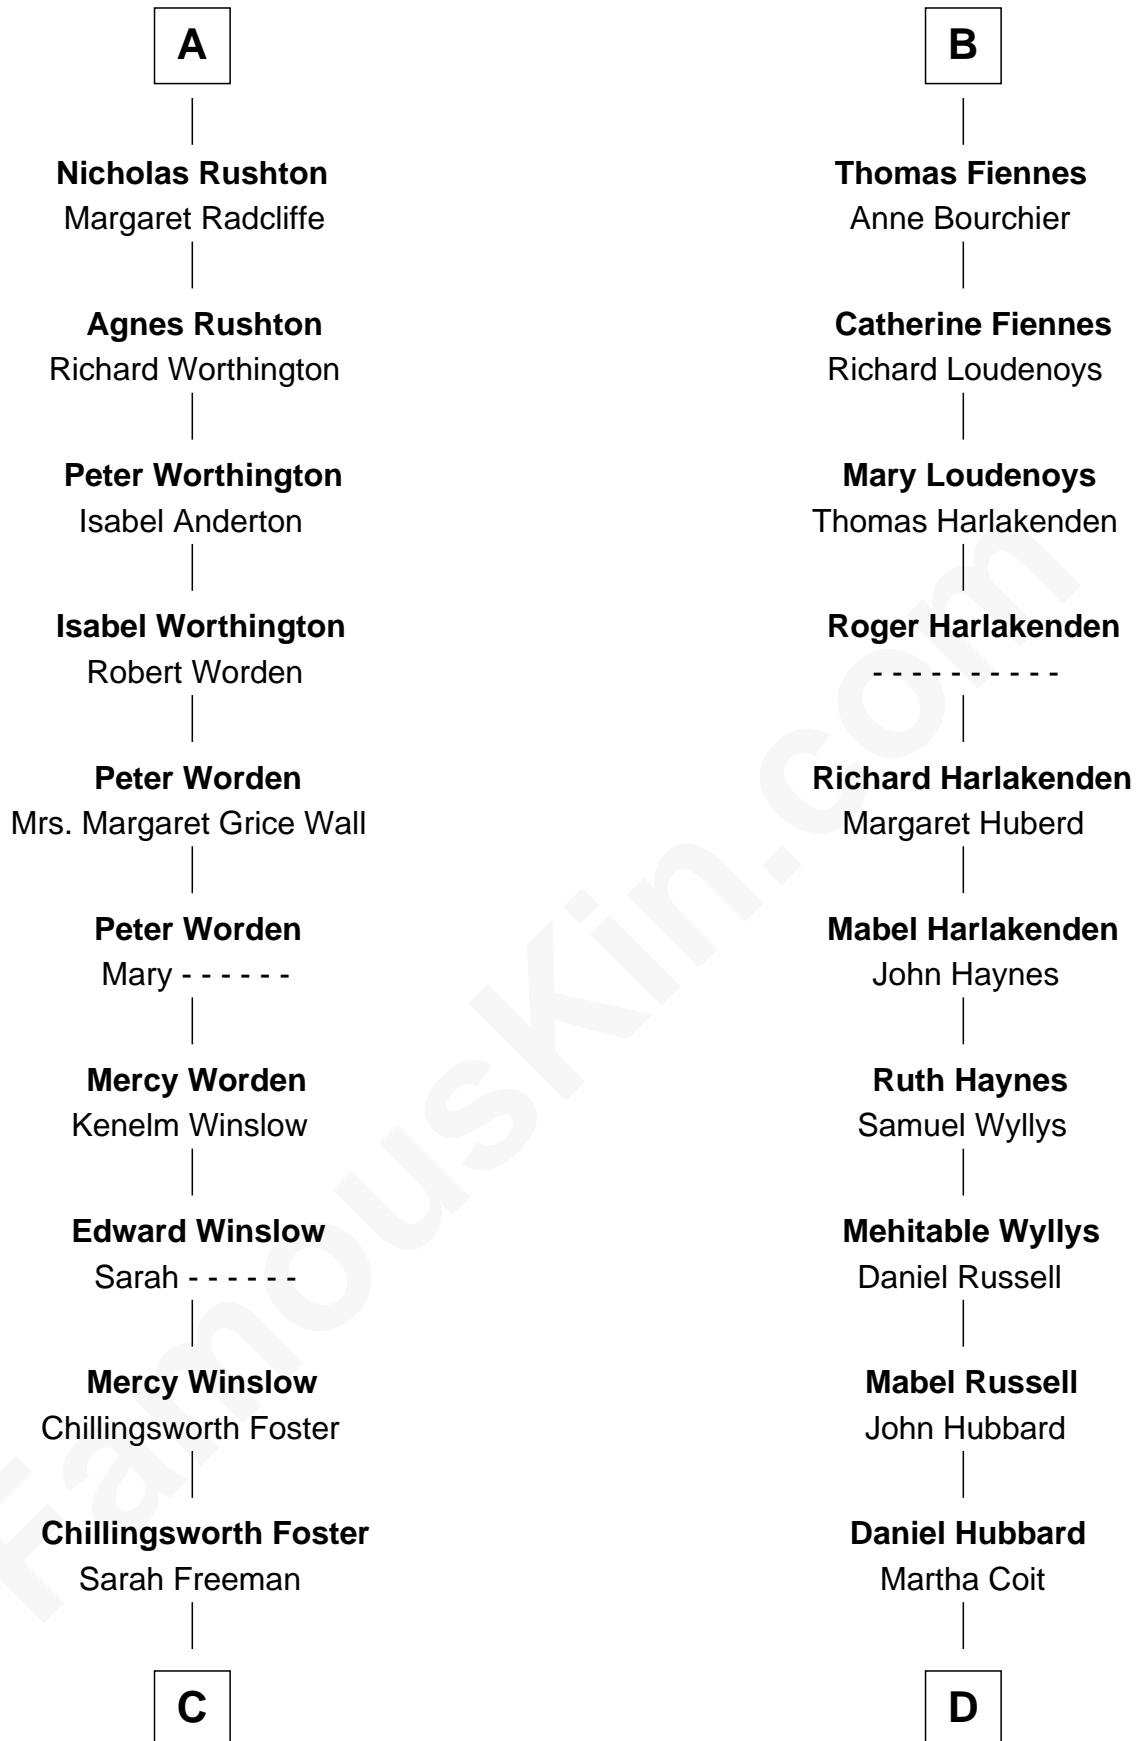 A
Nicholas Rushton
Margaret Radcliffe
Agnes Rushton
Richard Worthington
Peter Worthington
Isabel Anderton
Isabel Worthington
Robert Worden
Peter Worden
Mrs. Margaret Grice Wall
Peter Worden
Mary - - - - - -
Mercy Worden
Kenelm Winslow
Edward Winslow
Sarah - - - - - -
Mercy Winslow
Chillingsworth Foster
Chillingsworth Foster
Sarah Freeman
C
B
Thomas Fiennes
Anne Bourchier
Catherine Fiennes
Richard Loudenoys
Mary Loudenoys
Thomas Harlakenden
Roger Harlakenden
- - - - - - - - - -
Richard Harlakenden
Margaret Huberd
Mabel Harlakenden
John Haynes
Ruth Haynes
Samuel Wyllys
Mehitable Wyllys
Daniel Russell
Mabel Russell
John Hubbard
Daniel Hubbard
Martha Coit
D
FamousKin.com